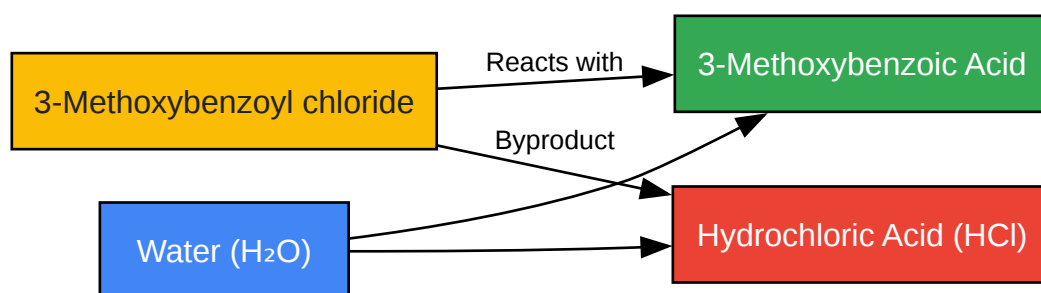 3-Methoxybenzoyl chloride
Reacts with
3-Methoxybenzoic Acid
Byproduct
Water (H₂O)
Hydrochloric Acid (HCl)